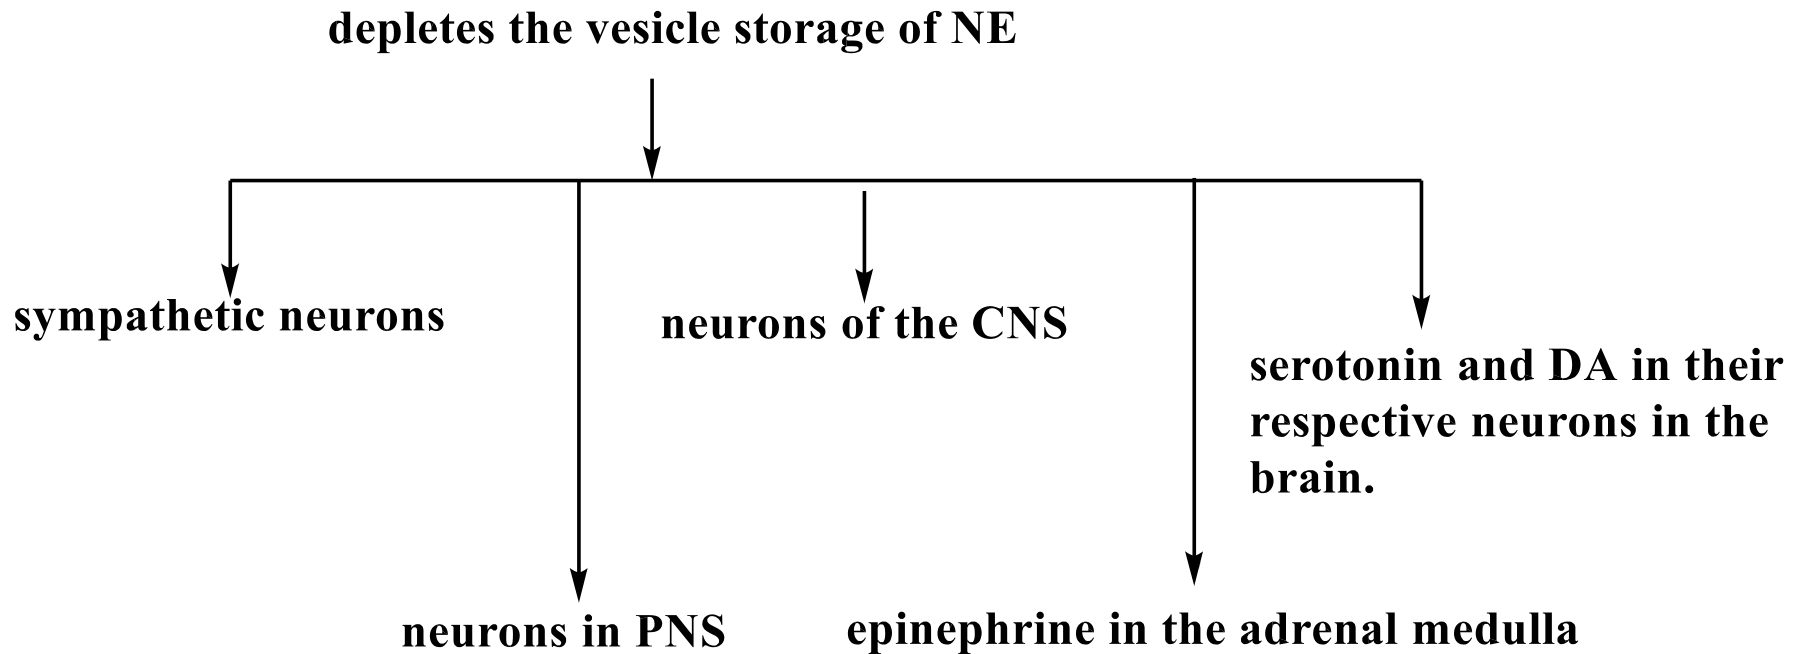 depletes the vesicle storage of NE
sympathetic neurons
neurons of the CNS
serotonin and DA in their
respective neurons in the
brain.
neurons in PNS
epinephrine in the adrenal medulla